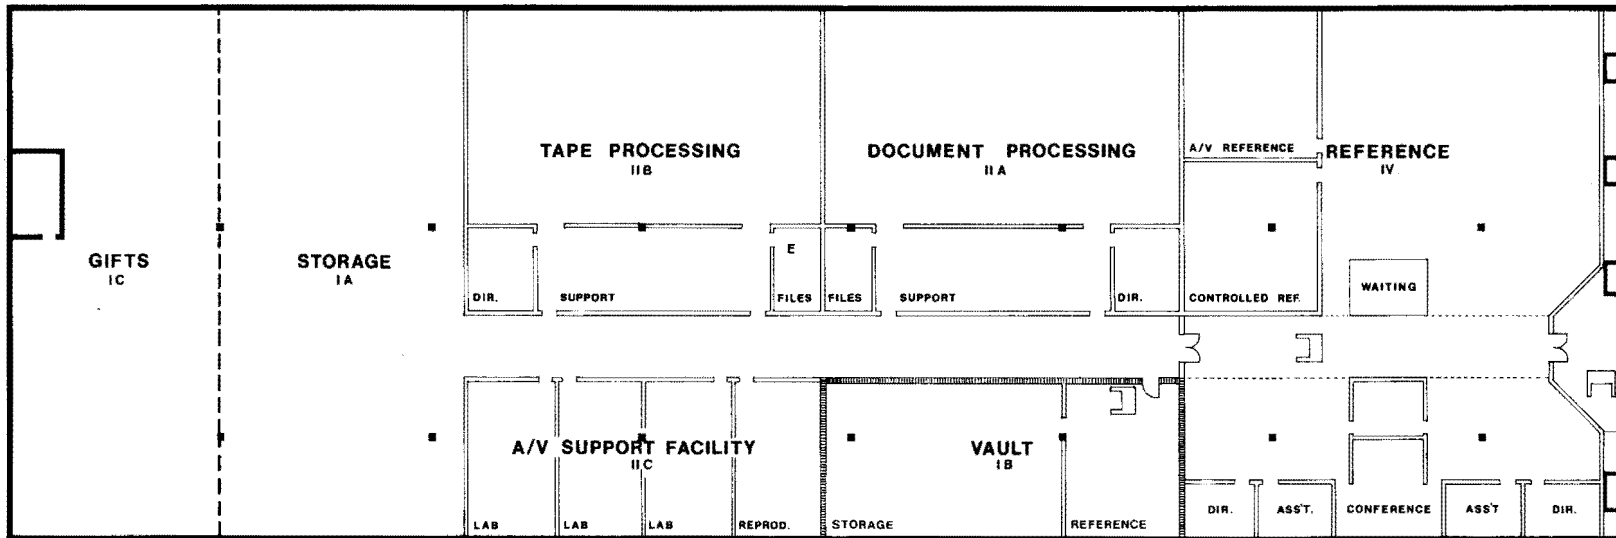 TAPE PROCESSING
IIB
DOCUMENT PROCESSING
IIA
A/V REFERENCE
REFERENCE
IV
GIFTS
IC
STORAGE
IA
E
DIR.
SUPPORT
FILES
FILES
SUPPORT
DIR.
CONTROLLED REF.
WAITING
A/V SUPPORT FACILITY
IIC
VAULT
IB
LAB
LAB
LAB
REPROD.
STORAGE
REFERENCE
DIR.
ASS'T.
CONFERENCE
ASS'T
DIR.